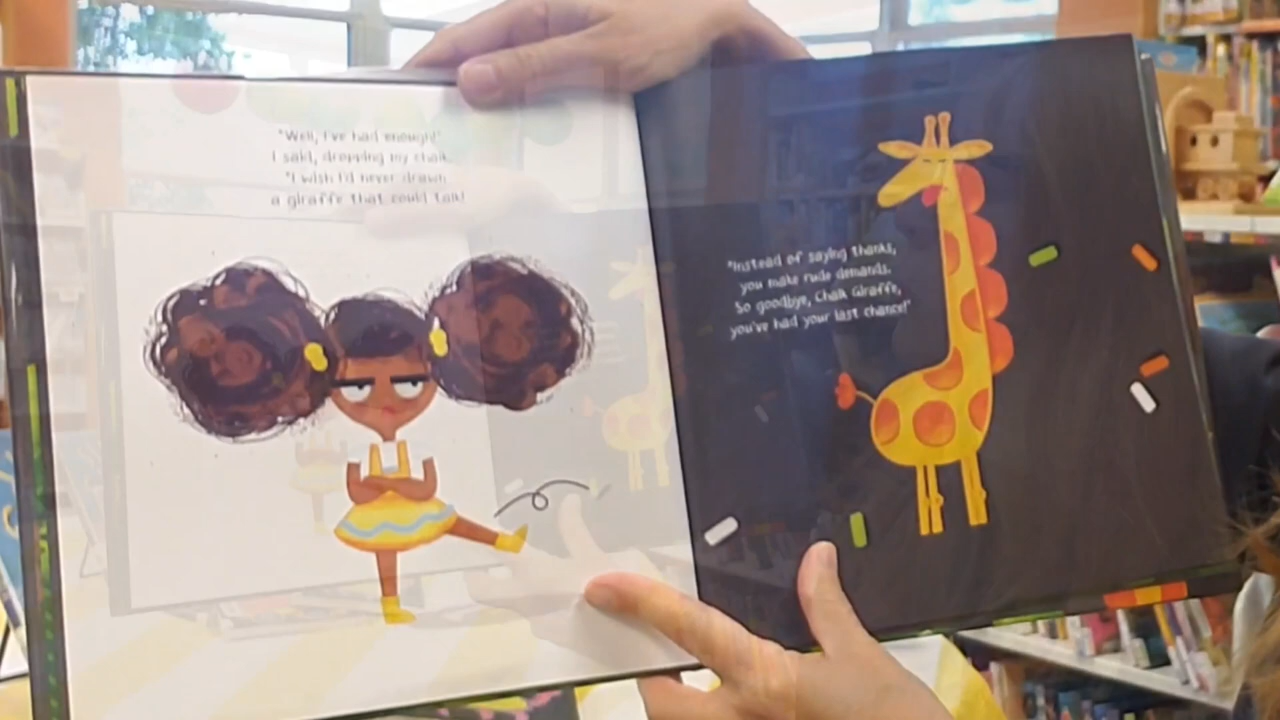 "Well, I've had enough!"
I said, dropping my chalk.
"I wish I'd never drawn
a giraffe that could talk!
"Instead of saying thanks,
you make rude demands.
So goodbye, Chalk Giraffe,
you've had your last chance!"